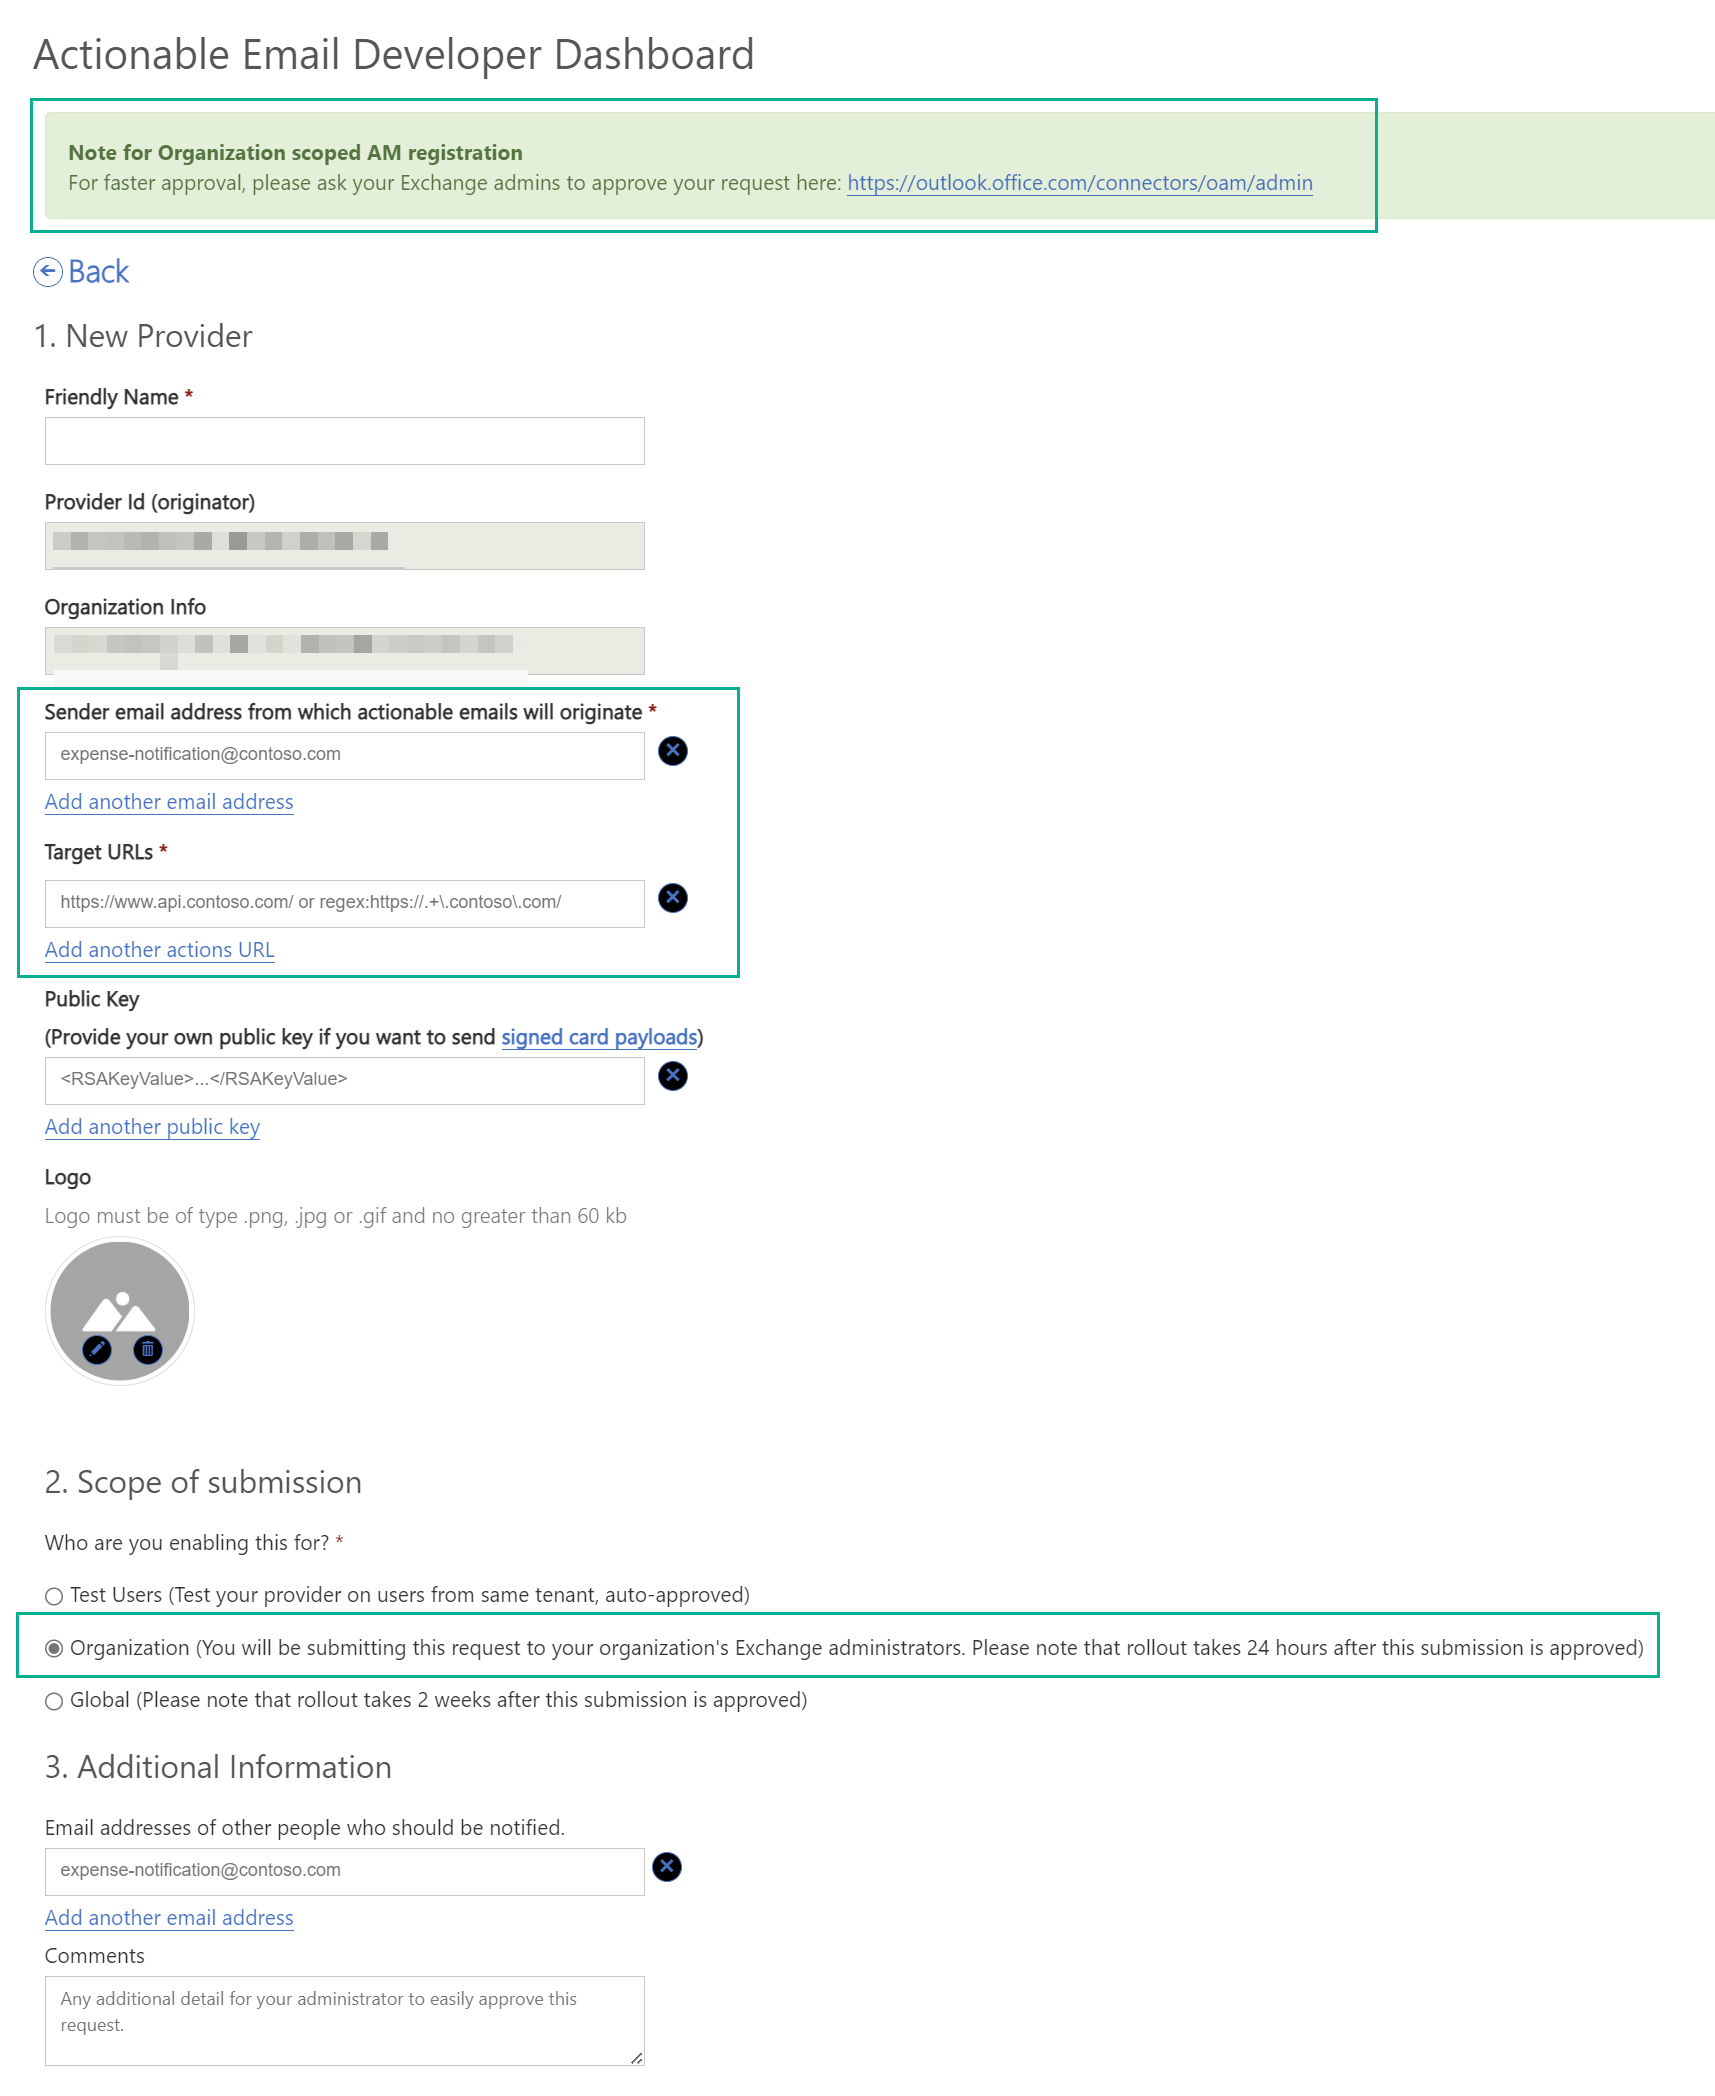 Actionable Email Developer Dashboard
Note for Organization scoped AM registration
For faster approval, please ask your Exchange admins to approve your request here: https://outlook.office.com/connectors/oam/admin
Back
1. New Provider
Friendly Name *
Provider Id (originator)
Organization Info
Sender email address from which actionable emails will originate *
expense-notification@contoso.com
Add another email address
Target URLs *
https://www.api.contoso.com/ or regex:https://.+\.contoso\.com/
Add another actions URL
Public Key
(Provide your own public key if you want to send signed card payloads)
<RSAKeyValue>...</RSAKeyValue>
Add another public key
Logo
Logo must be of type .png, .jpg or .gif and no greater than 60 kb
2. Scope of submission
Who are you enabling this for? *
Test Users (Test your provider on users from same tenant, auto-approved)
Organization (You will be submitting this request to your organization's Exchange administrators. Please note that rollout takes 24 hours after this submission is approved)
Global (Please note that rollout takes 2 weeks after this submission is approved)
3. Additional Information
Email addresses of other people who should be notified.
expense-notification@contoso.com
Add another email address
Comments
Any additional detail for your administrator to easily approve this
request.